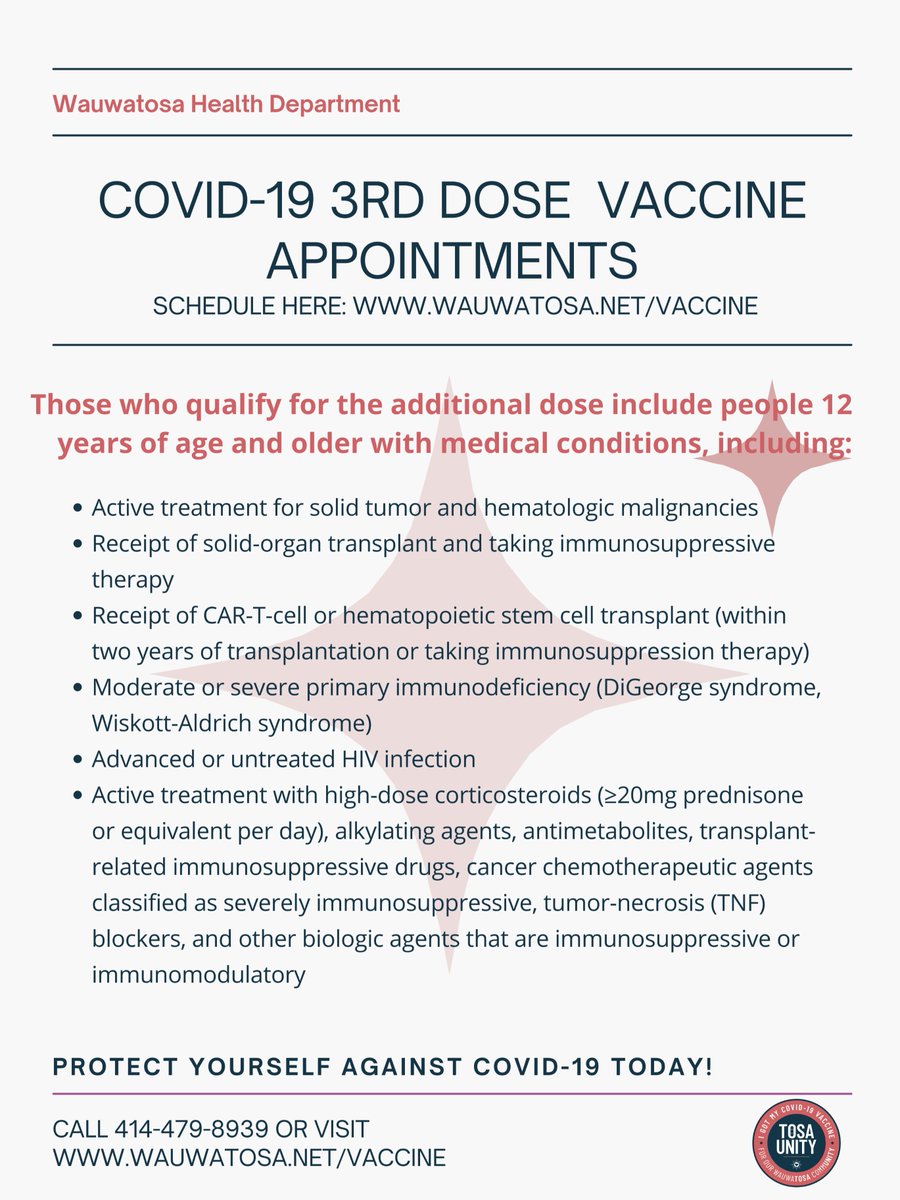 Wauwatosa Health Department
COVID-19 3RD DOSE VACCINE
APPOINTMENTS
SCHEDULE HERE: WWW.WAUWATOSA.NET/VACCINE
Those who qualify for the additional dose include people 12
years of age and older with medical conditions, including:
• Active treatment for solid tumor and hematologic malignancies
• Receipt of solid-organ transplant and taking immunosuppressive
therapy
• Receipt of CAR-T-cell or hematopoietic stem cell transplant (within
two years of transplantation or taking immunosuppression therapy)
• Moderate or severe primary immunodeficiency (DiGeorge syndrome,
Wiskott-Aldrich syndrome)
• Advanced or untreated HIV infection
• Active treatment with high-dose corticosteroids (≥20mg prednisone
or equivalent per day), alkylating agents, antimetabolites, transplant-
related immunosuppressive drugs, cancer chemotherapeutic agents
classified as severely immunosuppressive, tumor-necrosis (TNF)
blockers, and other biologic agents that are immunosuppressive or
immunomodulatory
PROTECT YOURSELF AGAINST COVID-19 TODAY!
CALL 414-479-8939 OR VISIT
WWW.WAUWATOSA.NET/VACCINE
I GOT MY COVID-19 VACCINE
TOSA
UNITY
FOR OUR WAUWATOSA COMMUNITY